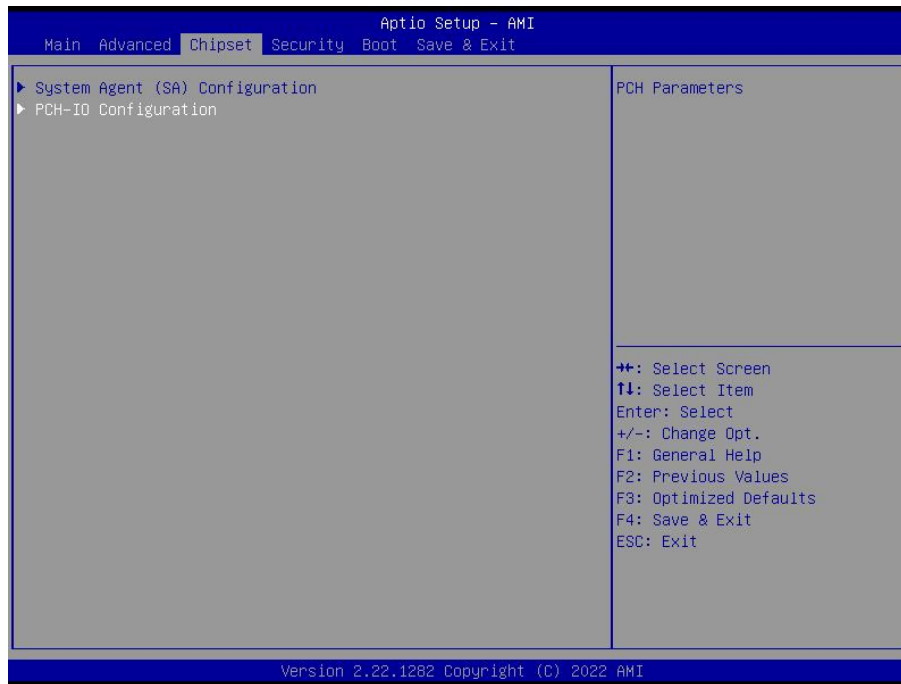 Aptio Setup – AMI
Main Advanced Chipset Security Boot Save & Exit
▶ System Agent (SA) Configuration
▶ PCH-IO Configuration
PCH Parameters
→←: Select Screen
↑↓: Select Item
Enter: Select
+/-: Change Opt.
F1: General Help
F2: Previous Values
F3: Optimized Defaults
F4: Save & Exit
ESC: Exit
Version 2.22.1282 Copyright (C) 2022 AMI